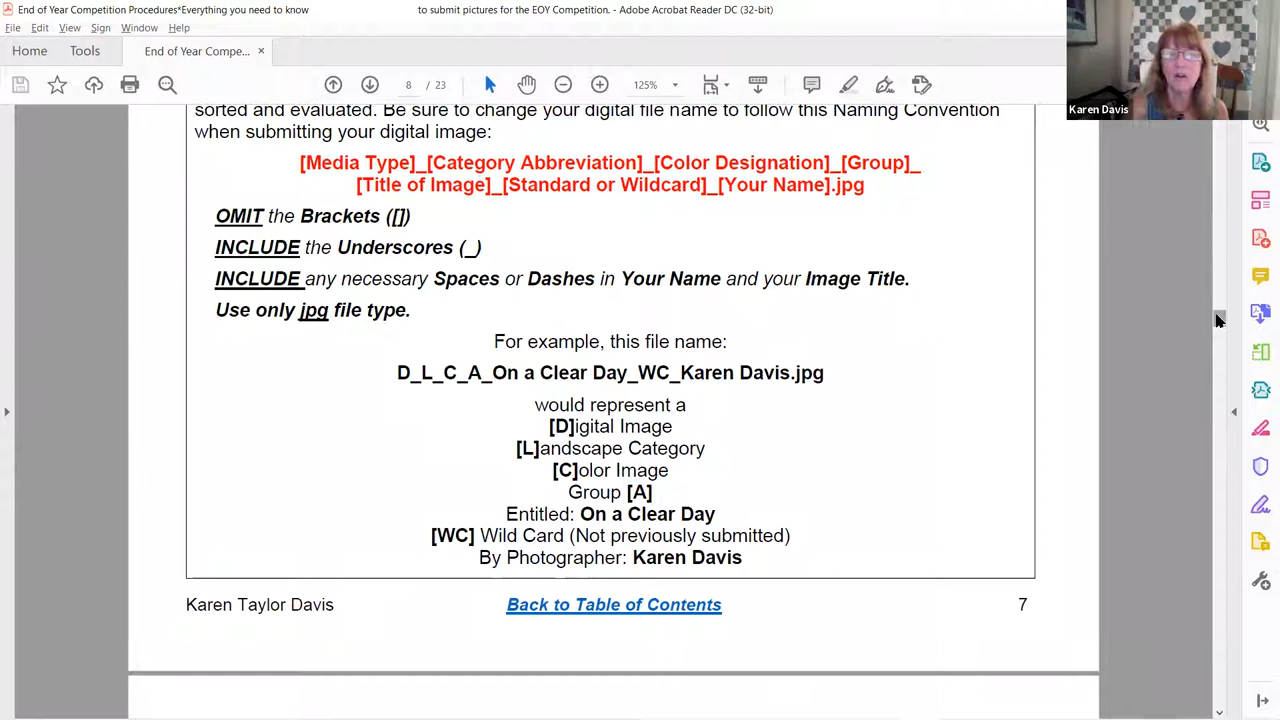 End of Year Competition Procedures*Everything you need to know to submit pictures for the EOY Competition. - Adobe Acrobat Reader DC (32-bit)
File Edit View Sign Window Help
Home Tools End of Year Compe... ×
8 / 23 125%
Karen Davis
sorted and evaluated. Be sure to change your digital file name to follow this Naming Convention
when submitting your digital image:
[Media Type]_[Category Abbreviation]_[Color Designation]_[Group]_
[Title of Image]_[Standard or Wildcard]_[Your Name].jpg
OMIT the Brackets ([])
INCLUDE the Underscores (_)
INCLUDE any necessary Spaces or Dashes in Your Name and your Image Title.
Use only jpg file type.
For example, this file name:
D_L_C_A_On a Clear Day_WC_Karen Davis.jpg
would represent a
[D]igital Image
[L]andscape Category
[C]olor Image
Group [A]
Entitled: On a Clear Day
[WC] Wild Card (Not previously submitted)
By Photographer: Karen Davis
Karen Taylor Davis Back to Table of Contents 7